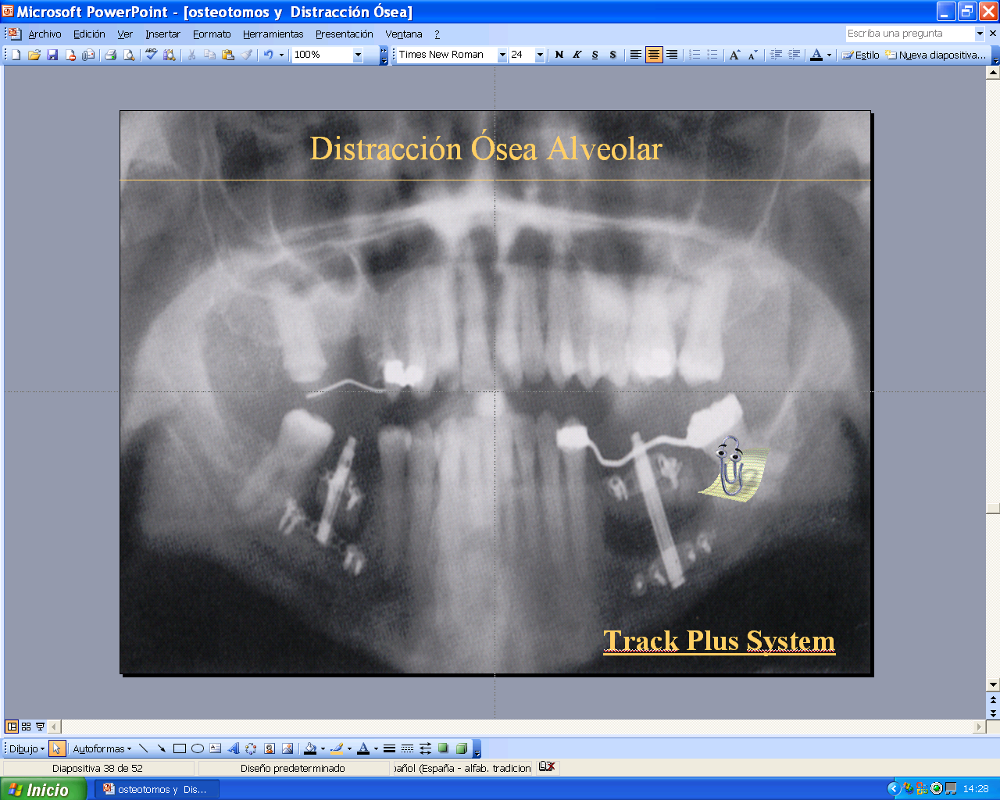 Microsoft PowerPoint - [osteotomos y Distracción Ósea]
Archivo Edición Ver Insertar Formato Herramientas Presentación Ventana ?
Escriba una pregunta
100%
Times New Roman
24
N K S S
Estilo
Nueva diapositiva...
Distracción Ósea Alveolar
Track Plus System
Dibujo
Autoformas
Diapositiva 38 de 52
Diseño predeterminado
añol (España - alfab. tradicion
Inicio
osteotomos y Dis...
14:28